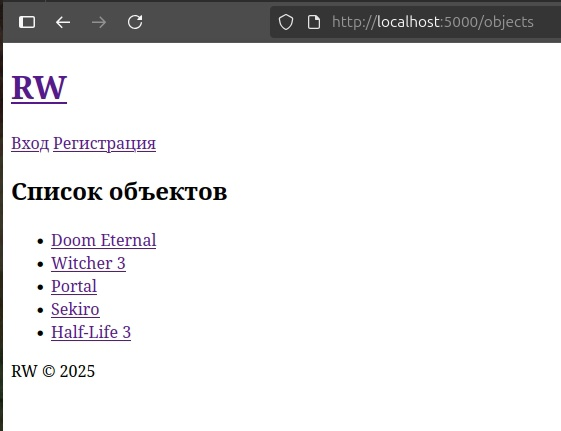 http://localhost:5000/objects
RW
Вход Регистрация
Список объектов
Doom Eternal
Witcher 3
Portal
Sekiro
Half-Life 3
RW © 2025